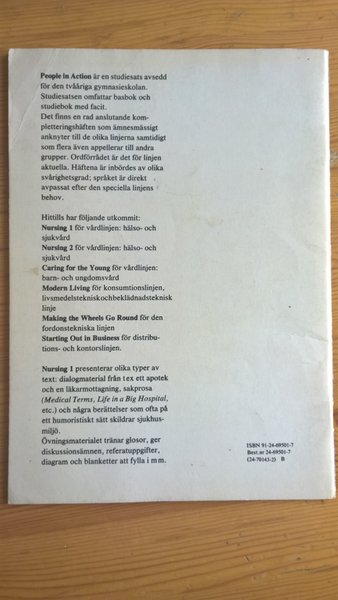 People in Action är en studiesats avsedd
för den tvååriga gymnasieskolan.
Studiesatsen omfattar basbok och
studiebok med facit.
Det finns en rad anslutande kom-
pletteringshäften som ämnesmässigt
anknyter till de olika linjerna samtidigt
som flera även appellerar till andra
grupper. Ordförrådet är det för linjen
aktuella. Häftena är inbördes av olika
svårighetsgrad; språket är direkt
avpassat efter den speciella linjens
behov.
Hittills har följande utkommit:
Nursing 1 för vårdlinjen: hälso- och
sjukvård
Nursing 2 för vårdlinjen: hälso- och
sjukvård
Caring for the Young för vårdlinjen:
barn- och ungdomsvård
Modern Living för konsumtionslinjen,
livsmedelstekniskochbeklädnadsteknisk
linje
Making the Wheels Go Round för den
fordonstekniska linjen
Starting Out in Business för distribu-
tions- och kontorslinjen.
Nursing 1 presenterar olika typer av
text: dialogmaterial från t ex ett apotek
och en läkarmottagning, sakprosa
(Medical Terms, Life in a Big Hospital,
etc.) och några berättelser som ofta på
ett humoristiskt sätt skildrar sjukhus-
miljö.
Övningsmaterialet tränar glosor, ger
diskussionsämnen, referatuppgifter,
diagram och blanketter att fylla i m m.
ISBN 91-24-69501-7
Best.nr 24-69501-7
(24-70143-2) B